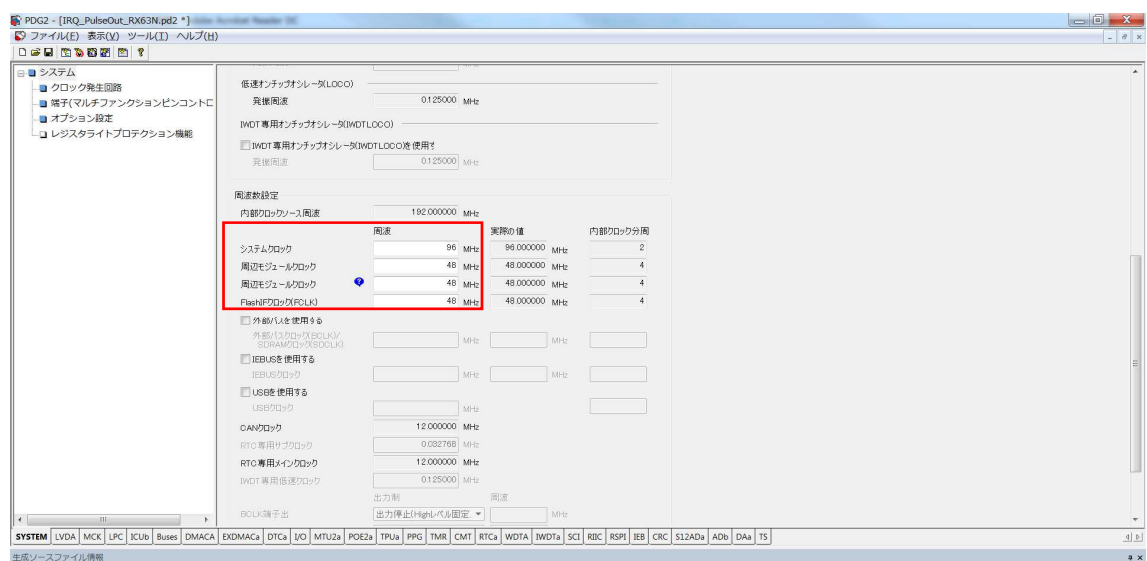 PDG2 - [IRQ_PulseOut_RX63N.pd2 *]
ファイル(F) 表示(V) ツール(T) ヘルプ(H)
システム
クロック発生回路
端子(マルチファンクションピンコントロ
オプション設定
レジスタライトプロテクション機能
低速オンチップオシレータ(LOCO)
発振周波 0.125000 MHz
IWDT専用オンチップオシレータ(IWDTLOCO)
IWDT専用オンチップオシレータ(IWDTLOCO)を使用す
発振周波 0.125000 MHz
周波数設定
内部クロックソース周波 192.000000 MHz
周波 実際の値 内部クロック分周
システムクロック 96 MHz 96.000000 MHz 2
周辺モジュールクロック 48 MHz 48.000000 MHz 4
周辺モジュールクロック 48 MHz 48.000000 MHz 4
FlashIFクロック(FCLK) 48 MHz 48.000000 MHz 4
外部バスを使用する
外部バスクロック(BCLK)/ MHz MHz
SDRAMクロック(SDCLK)
IEBUSを使用する
IEBUSクロック MHz MHz
USBを使用する
USBクロック MHz
CANクロック 12.000000 MHz
RTC専用サブクロック 0.032768 MHz
RTC専用メインクロック 12.000000 MHz
IWDT専用低速クロック 0.125000 MHz
出力制 周波
BCLK端子出 出力停止(Highレベル固定. MHz
SYSTEM LVDA MCK LPC ICUb Buses DMACA EXDMACa DTCa I/O MTU2a POE2a TPUa PPG TMR CMT RTCa WDTA IWDTa SCI RIIC RSPI IEB CRC S12ADa ADb DAa TS
生成ソースファイル情報